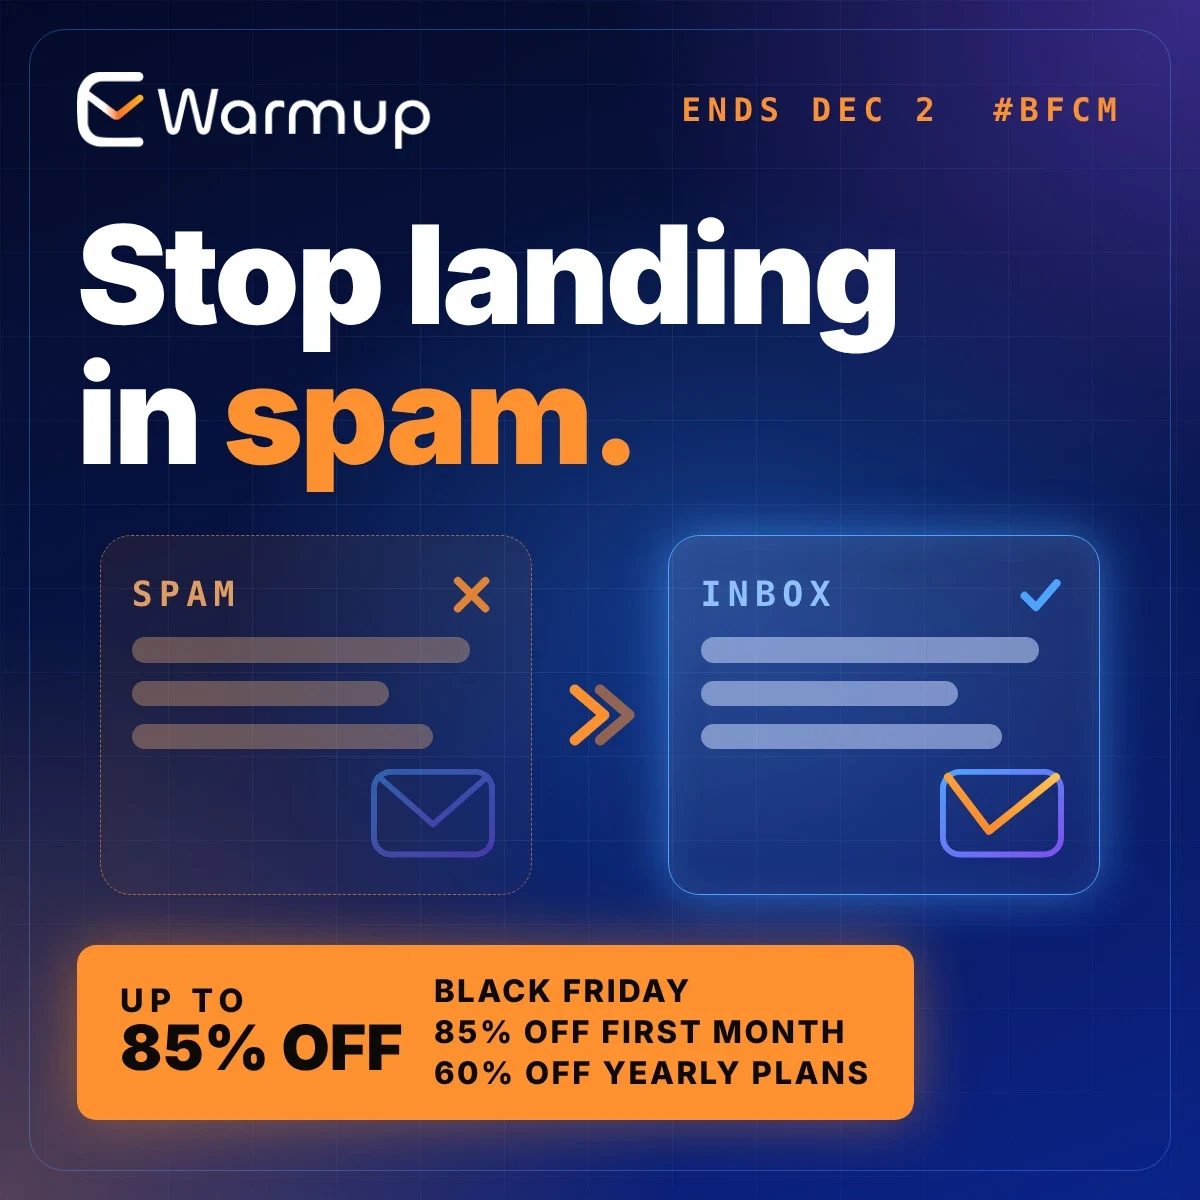 Warmup
ENDS DEC 2 #BFCM
Stop landing
in spam.
SPAM
INBOX
UP TO
85% OFF
BLACK FRIDAY
85% OFF FIRST MONTH
60% OFF YEARLY PLANS